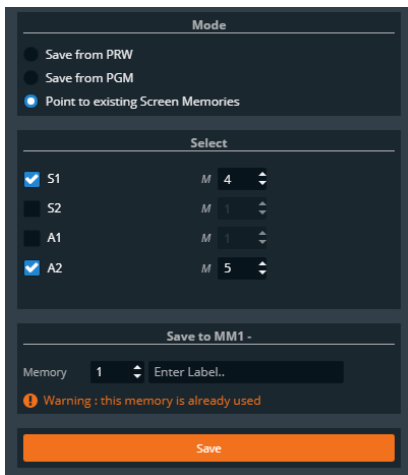 Mode
Save from PRW
Save from PGM
Point to existing Screen Memories
Select
S1 M 4
S2 M 1
A1 M 1
A2 M 5
Save to MM1 -
Memory 1 Enter Label..
Warning : this memory is already used
Save